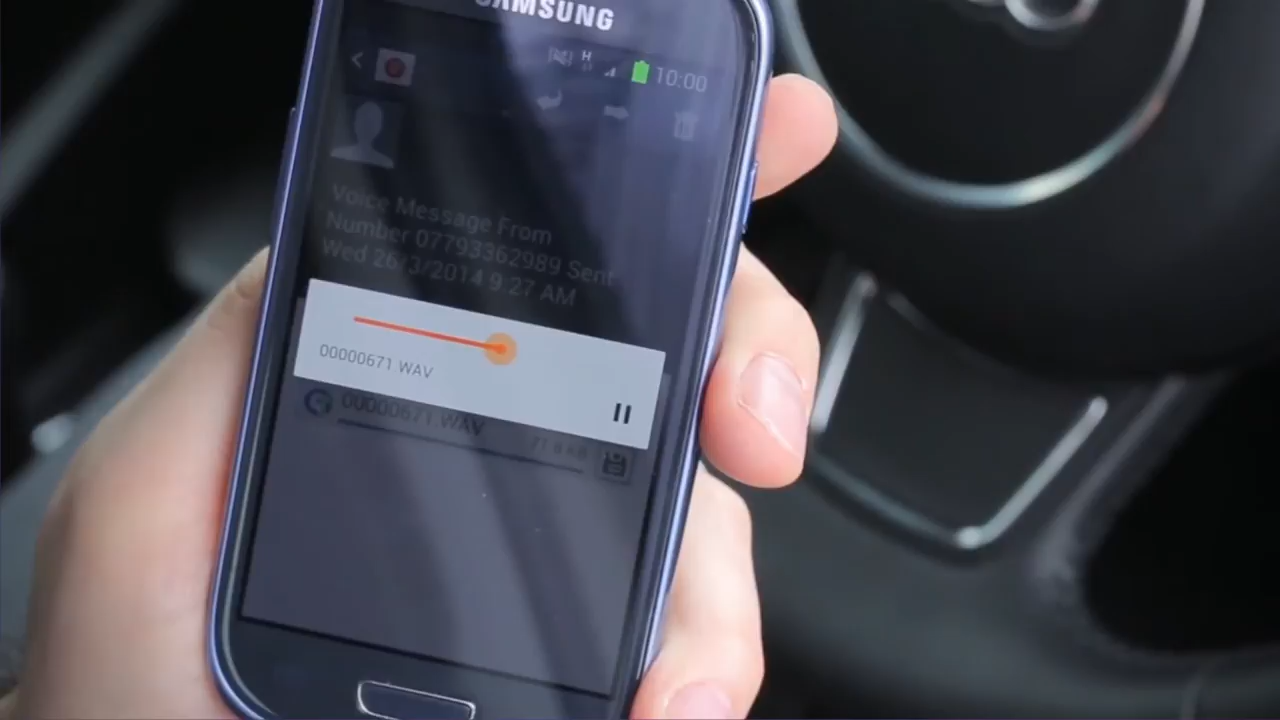 SAMSUNG
H
10:00
Voice Message From
Number 07793362989 Sent
Wed 26/3/2014 9:27 AM
00000671 WAV
00000671.WAV